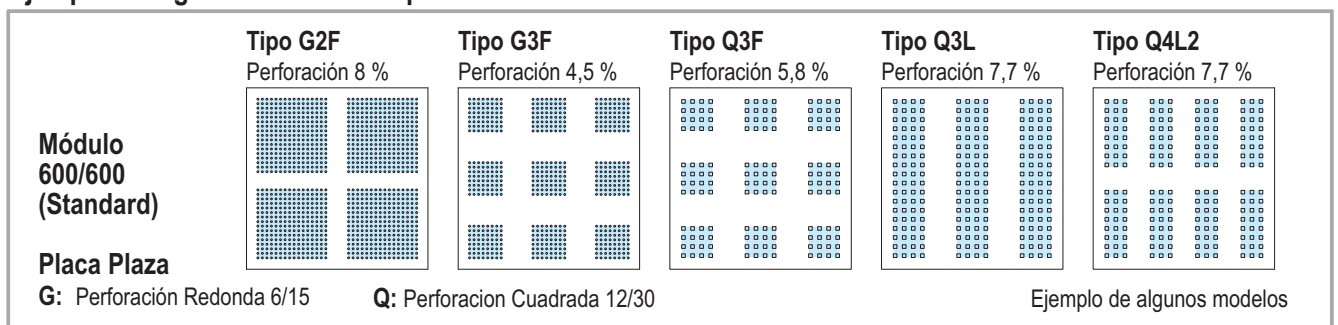 Tipo G2F
Perforación 8 %
Tipo G3F
Perforación 4,5 %
Tipo Q3F
Perforación 5,8 %
Tipo Q3L
Perforación 7,7 %
Tipo Q4L2
Perforación 7,7 %
Módulo
600/600
(Standard)
Placa Plaza
G: Perforación Redonda 6/15
Q: Perforacion Cuadrada 12/30
Ejemplo de algunos modelos